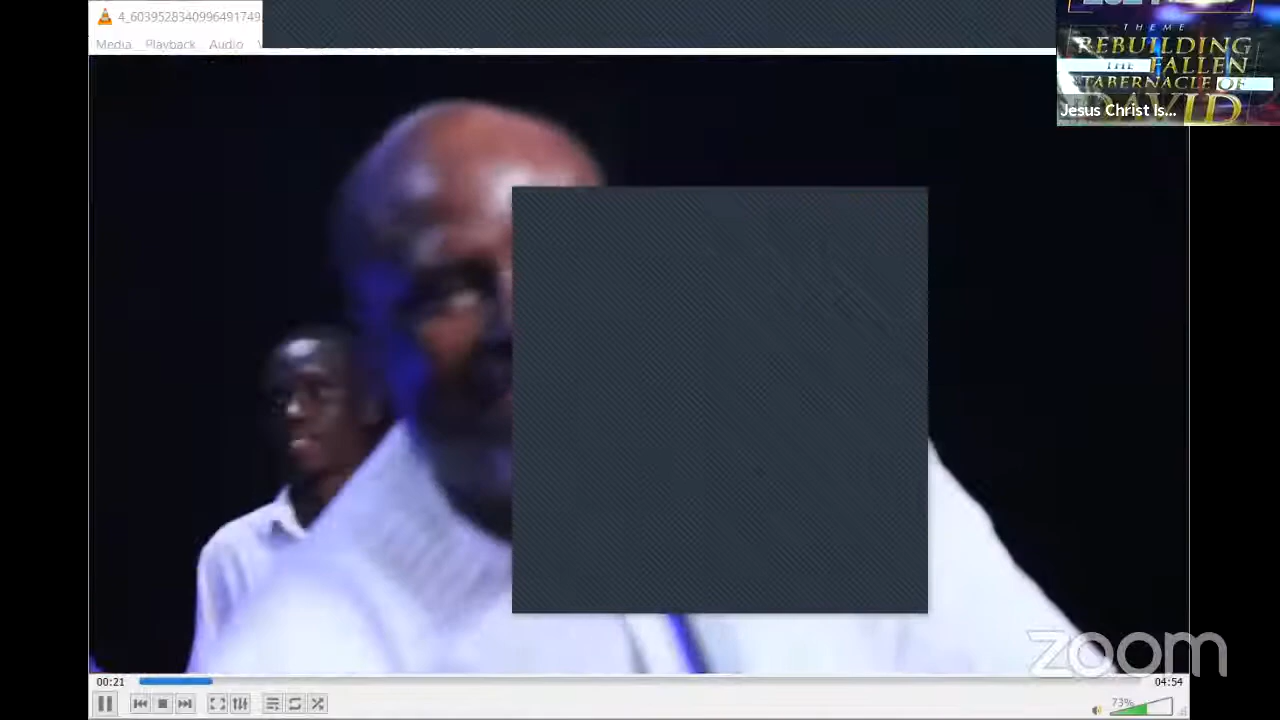 4_6039528340996491749
Media Playback Audio
2024
THEME
REBUILDING
THE FALLEN
TABERNACLE OF
DAVID
Jesus Christ Is...
zoom
00:21
04:54
73%